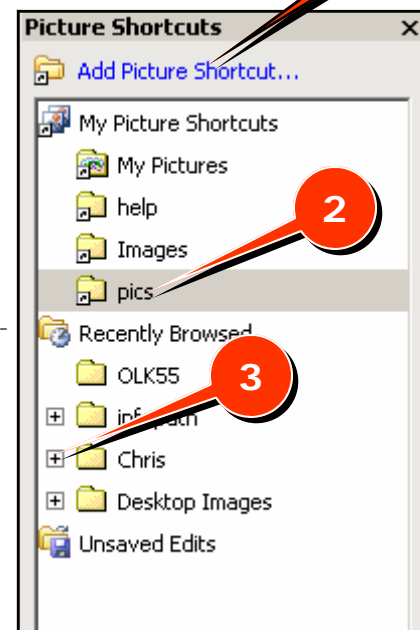 Picture Shortcuts
Add Picture Shortcut...
My Picture Shortcuts
My Pictures
help
2
Images
pics
Recently Browsed
OLK55
3
Chris
Desktop Images
Unsaved Edits